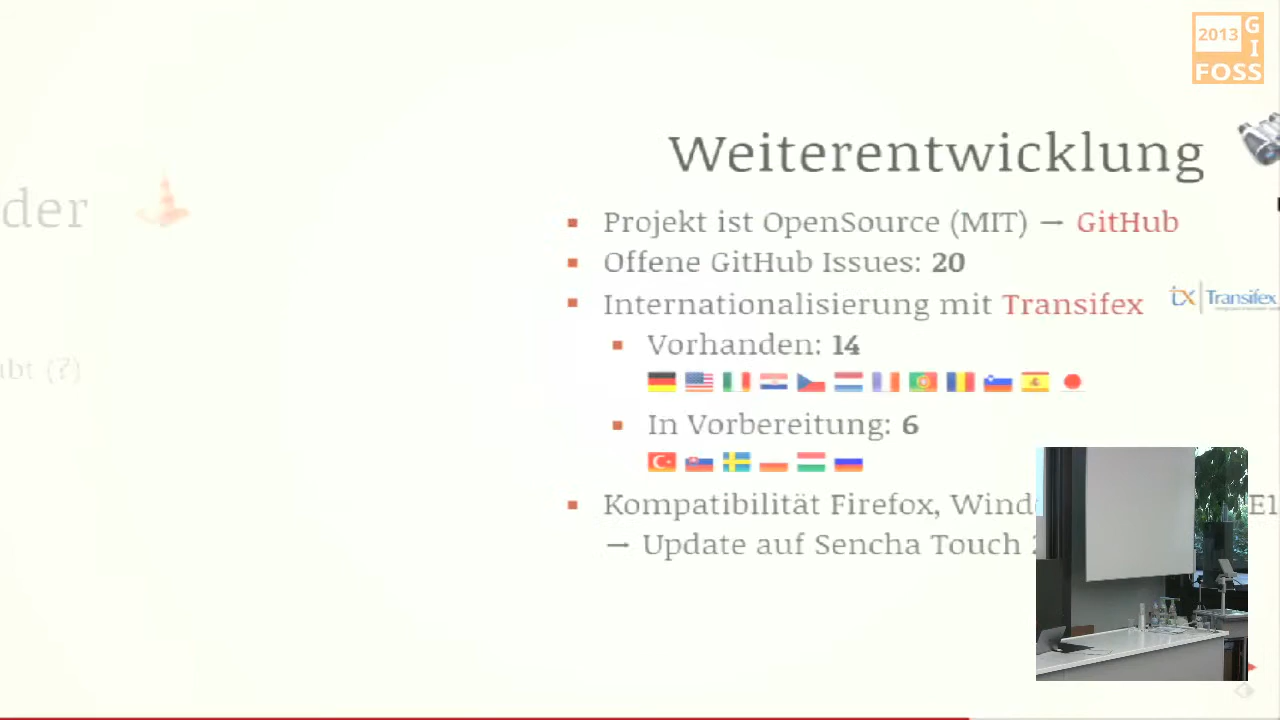 2013
G
I
FOSS
Weiterentwicklung
der
Projekt ist OpenSource (MIT) → GitHub
Offene GitHub Issues: 20
Internationalisierung mit Transifex
tx Transifex
Vorhanden: 14
(?)
In Vorbereitung: 6
Kompatibilität Firefox,
→ Update auf Sencha Touch